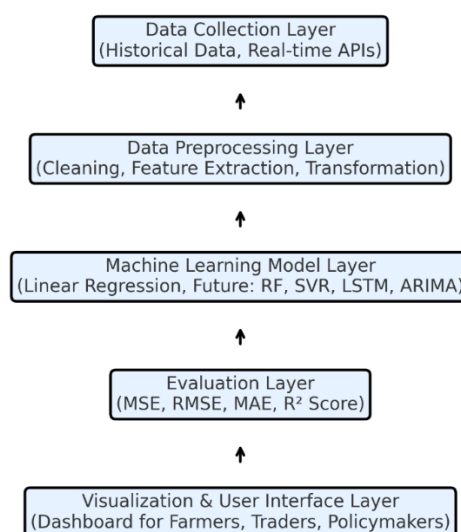 Data Collection Layer
(Historical Data, Real-time APIs)
Data Preprocessing Layer
(Cleaning, Feature Extraction, Transformation)
Machine Learning Model Layer
(Linear Regression, Future: RF, SVR, LSTM, ARIMA)
Evaluation Layer
(MSE, RMSE, MAE, R² Score)
Visualization & User Interface Layer
(Dashboard for Farmers, Traders, Policymakers)